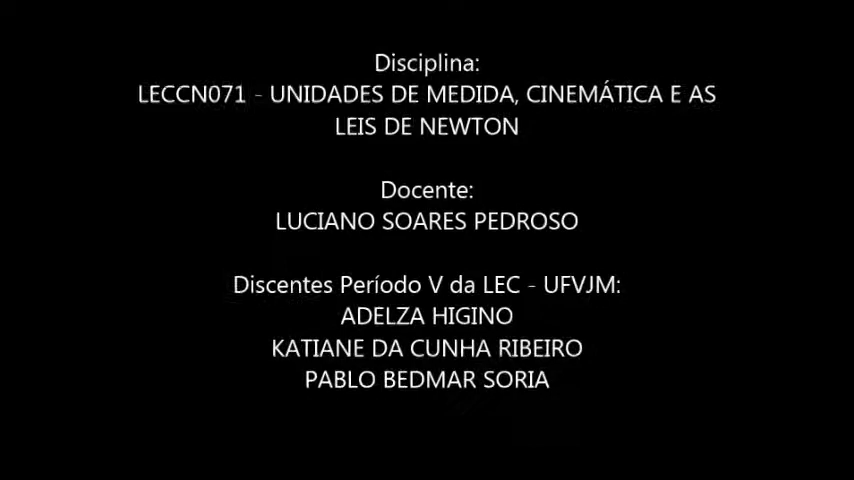 Disciplina:
LECCN071 - UNIDADES DE MEDIDA, CINEMÁTICA E AS
LEIS DE NEWTON
Docente:
LUCIANO SOARES PEDROSO
Discentes Período V da LEC - UFVJM:
ADELZA HIGINO
KATIANE DA CUNHA RIBEIRO
PABLO BEDMAR SORIA